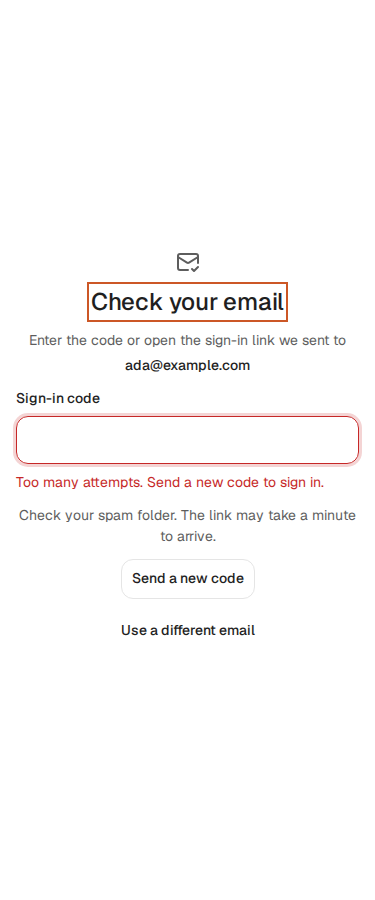 Check your email
Enter the code or open the sign-in link we sent to
ada@example.com
Sign-in code
Too many attempts. Send a new code to sign in.
Check your spam folder. The link may take a minute
to arrive.
Send a new code
Use a different email